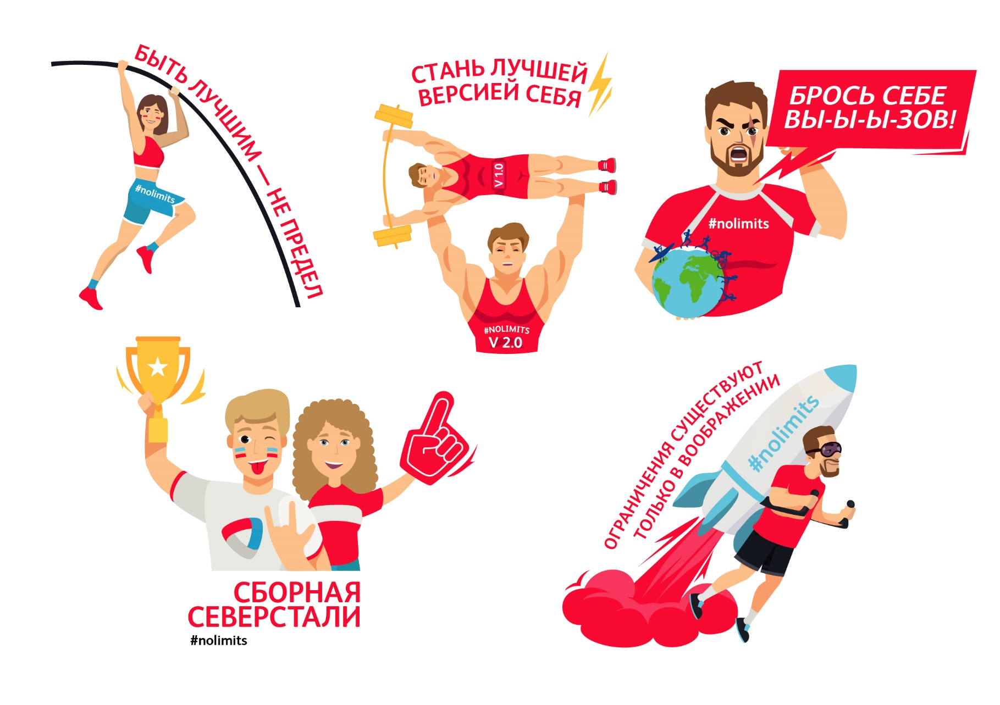 БЫТЬ ЛУЧШИМ — НЕ ПРЕДЕЛ
#nolimits
СТАНЬ ЛУЧШЕЙ
ВЕРСИЕЙ СЕБЯ
V 1.0
#NOLIMITS
V 2.0
БРОСЬ СЕБЕ
ВЫ-Ы-Ы-ЗОВ!
#nolimits
СБОРНАЯ
СЕВЕРСТАЛИ
#nolimits
ОГРАНИЧЕНИЯ СУЩЕСТВУЮТ
ТОЛЬКО В ВООБРАЖЕНИИ
#nolimits